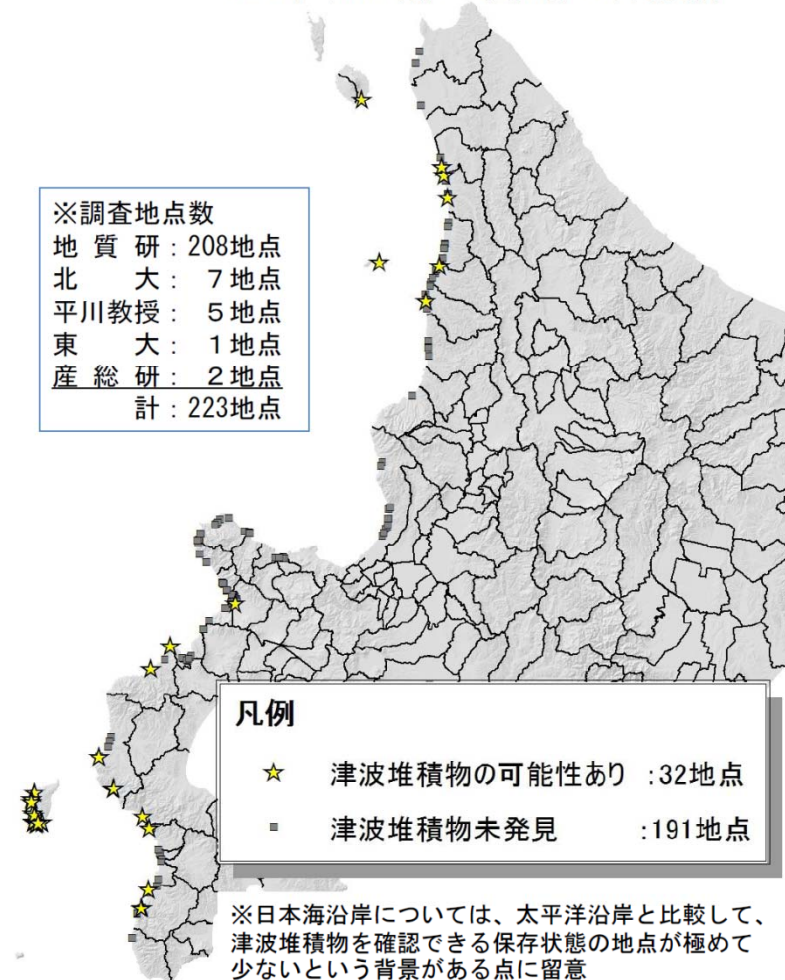 ※調査地点数
地 質 研：208地点
北　　大：　7地点
平川教授：　5地点
東　　大：　1地点
産 総 研：　2地点
計：223地点
凡例
津波堆積物の可能性あり ：32地点
津波堆積物未発見 ：191地点
※日本海沿岸については、太平洋沿岸と比較して、
津波堆積物を確認できる保存状態の地点が極めて
少ないという背景がある点に留意